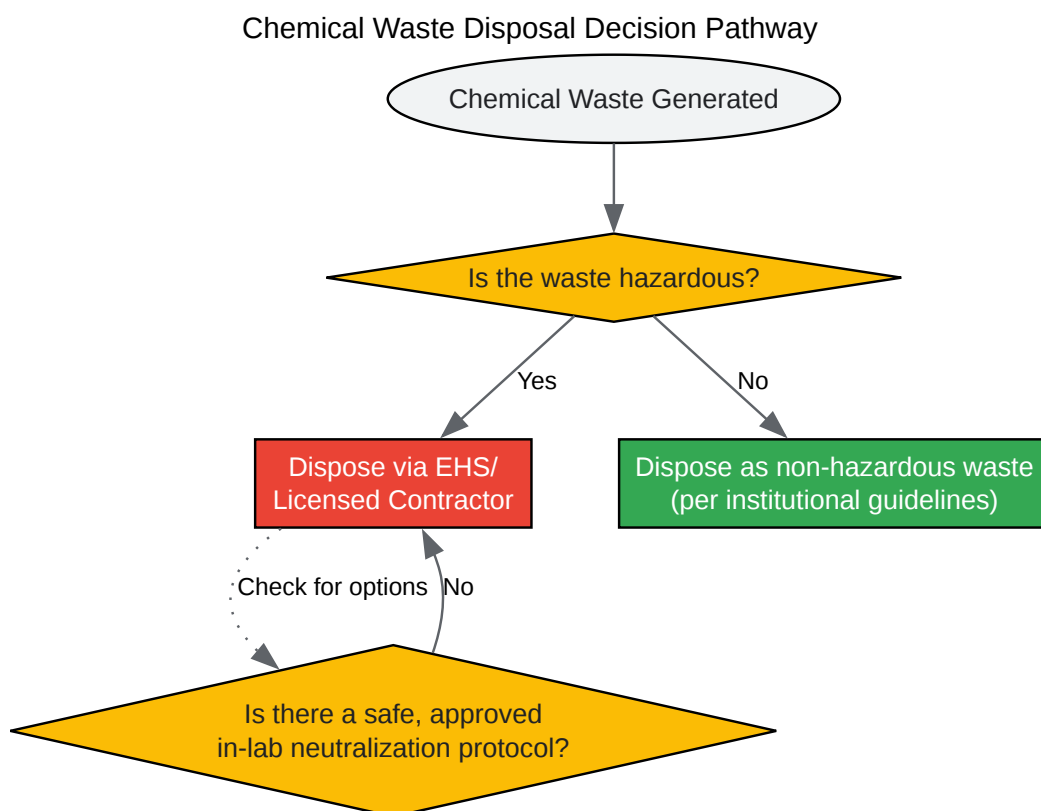 Chemical Waste Disposal Decision Pathway
Chemical Waste Generated
Is the waste hazardous?
Yes
No
Dispose via EHS/
Licensed Contractor
Dispose as non-hazardous waste
(per institutional guidelines)
Check for options
No
Is there a safe, approved
in-lab neutralization protocol?